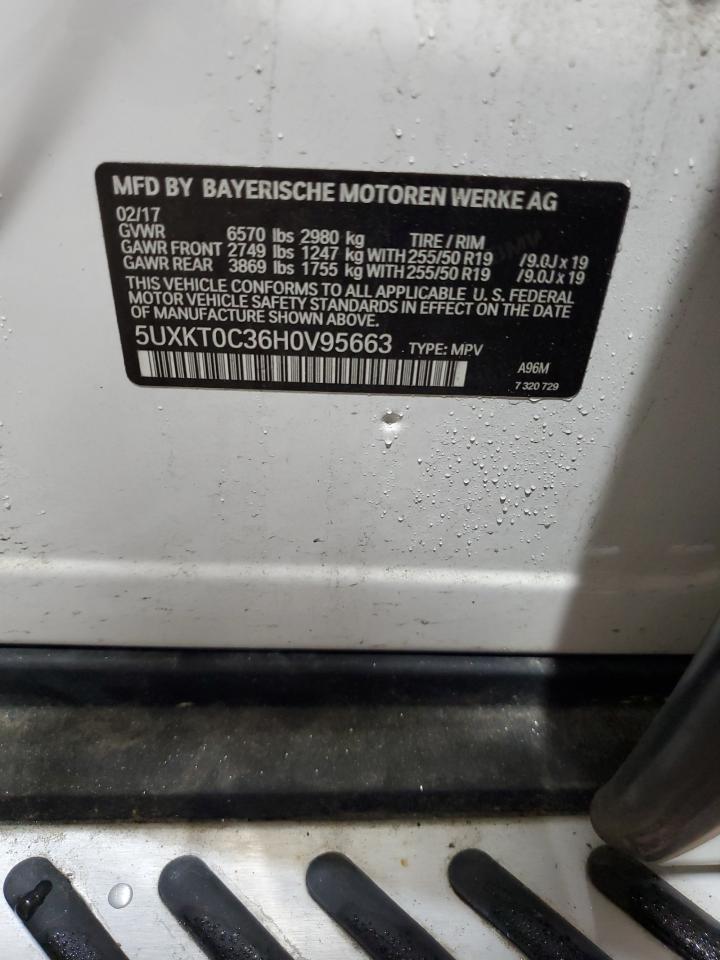 MFD BY BAYERISCHE MOTOREN WERKE AG
02/17
GVWR 6570 lbs 2980 kg TIRE / RIM
GAWR FRONT 2749 lbs 1247 kg WITH 255/50 R19 /9.0J x 19
GAWR REAR 3869 lbs 1755 kg WITH 255/50 R19 /9.0J x 19
THIS VEHICLE CONFORMS TO ALL APPLICABLE U. S. FEDERAL
MOTOR VEHICLE SAFETY STANDARDS IN EFFECT ON THE DATE
OF MANUFACTURE SHOWN ABOVE.
5UXKT0C36H0V95663 TYPE: MPV
A96M
7 320 729